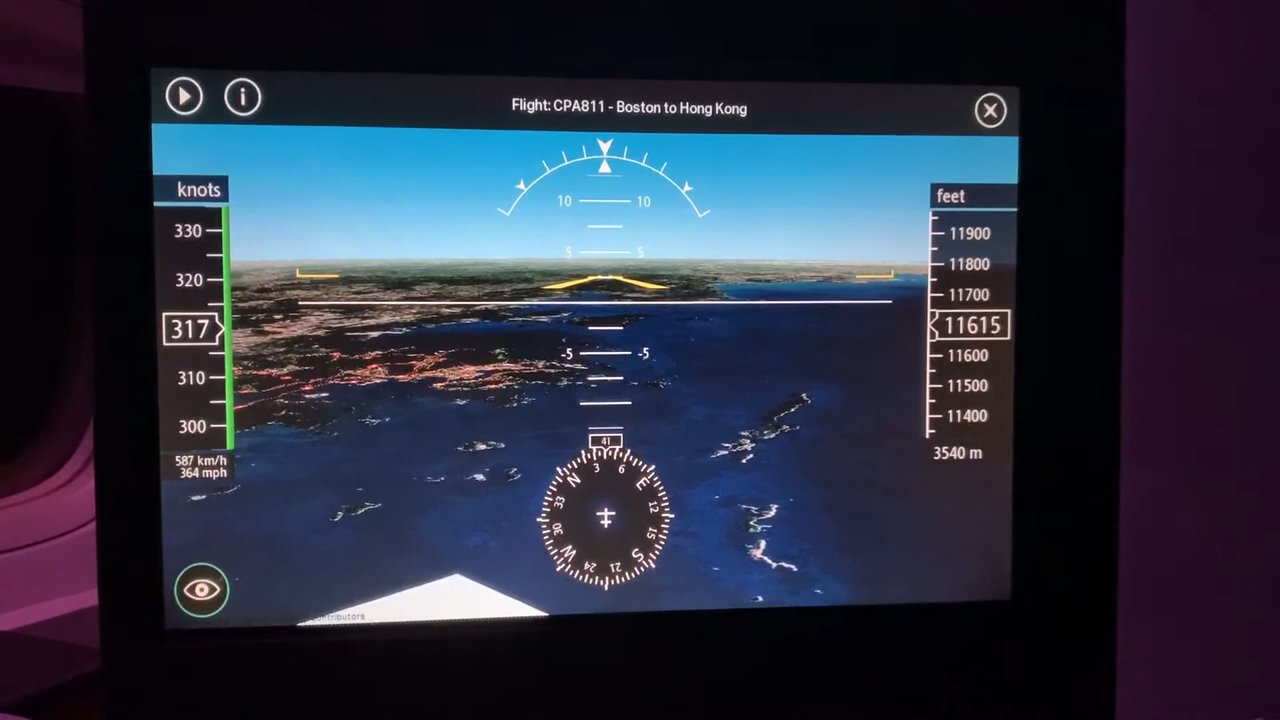 Flight: CPA811 - Boston to Hong Kong
knots
330
320
317
310
300
587 km/h
364 mph
10 10
5 5
-5 -5
41
N 3 6 E 12 15 S 21 24 W 30 33
feet
11900
11800
11700
11615
11600
11500
11400
3540 m